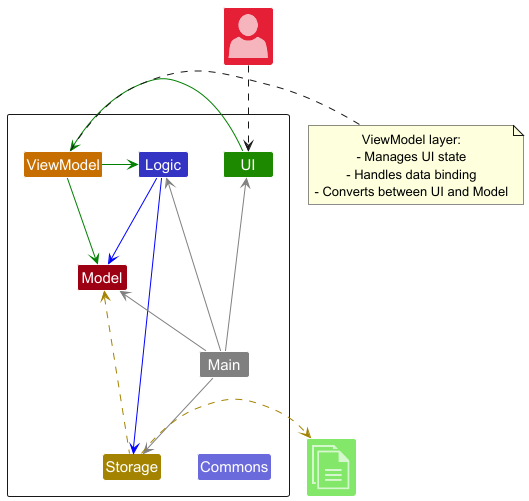 ViewModel
Logic
UI
ViewModel layer:
- Manages UI state
- Handles data binding
- Converts between UI and Model
Model
Main
Storage
Commons